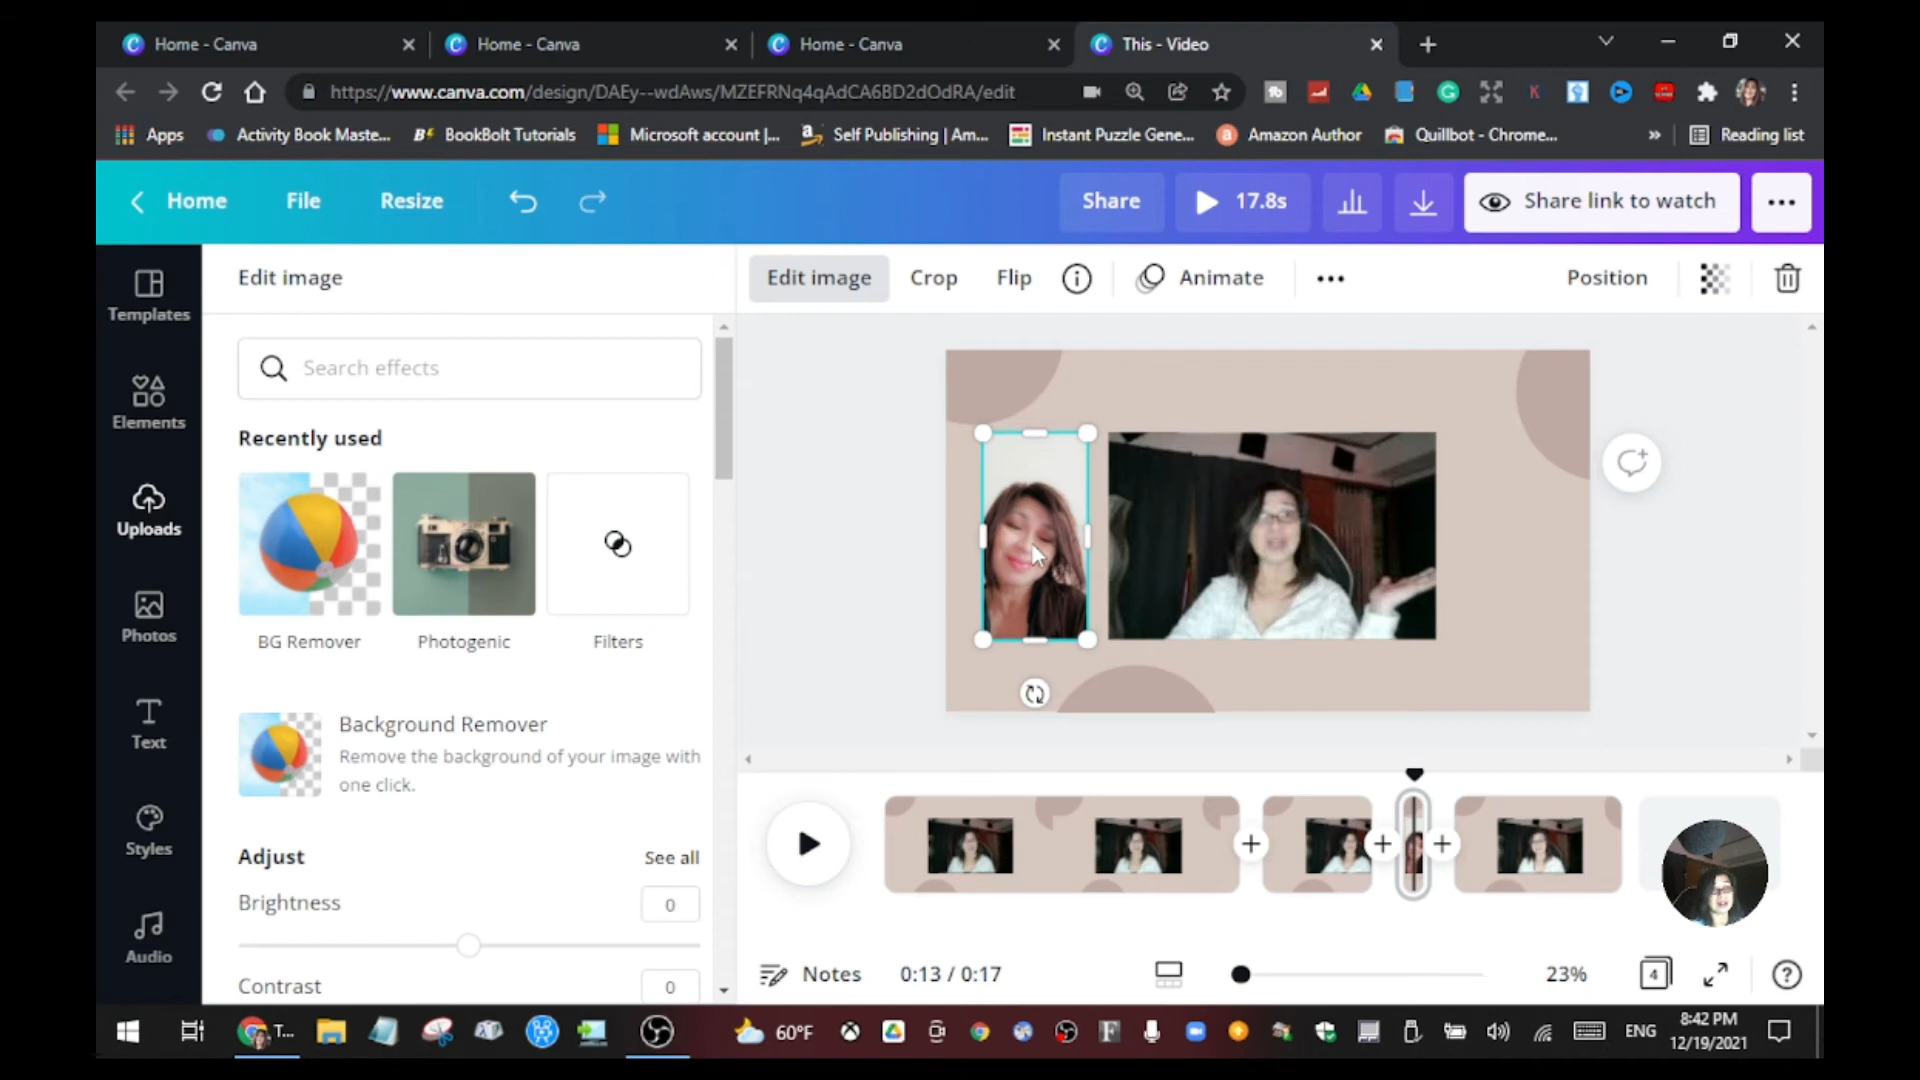 Home - Canva
Home - Canva
Home - Canva
This - Video
https://www.canva.com/design/DAEy--wdAws/MZEFRNq4qAdCA6BD2dOdRA/edit
Apps
Activity Book Maste...
BookBolt Tutorials
Microsoft account |...
Self Publishing | Am...
Instant Puzzle Gene...
Amazon Author
Quillbot - Chrome...
»
Reading list
Home
File
Resize
Share
17.8s
Share link to watch
Templates
Elements
Uploads
Photos
Text
Styles
Audio
Edit image
Search effects
Recently used
BG Remover
Photogenic
Filters
Background Remover
Remove the background of your image with
one click.
Adjust
See all
Brightness
0
Contrast
0
Edit image
Crop
Flip
Animate
Position
Notes
0:13 / 0:17
23%
4
T...
60°F
ENG
8:42 PM
12/19/2021